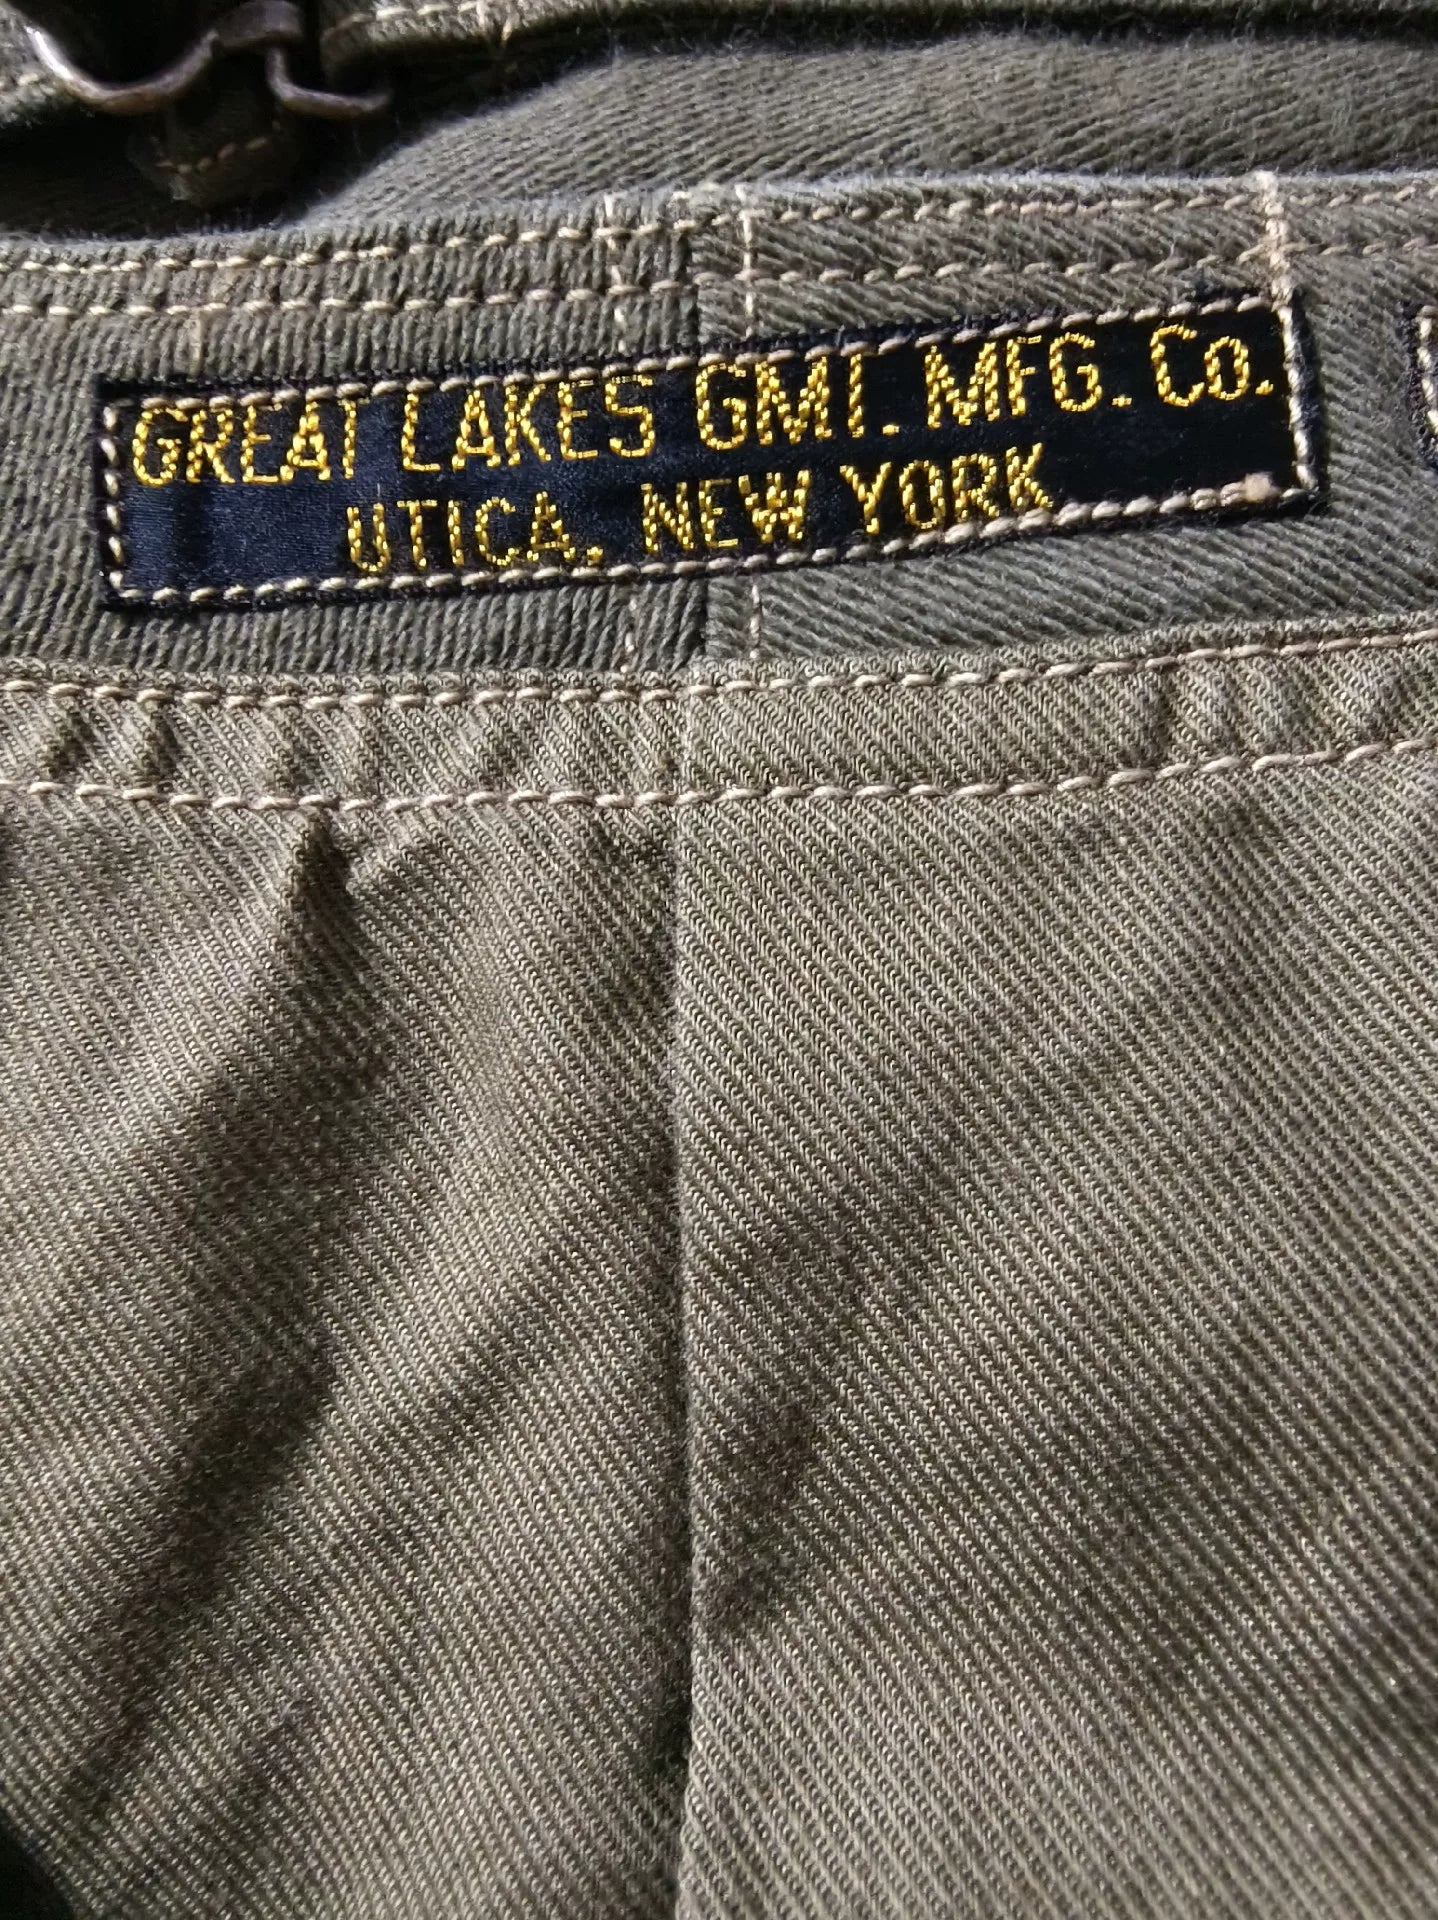 GREAT LAKES GMT. MFG. Co.
UTICA, NEW YORK